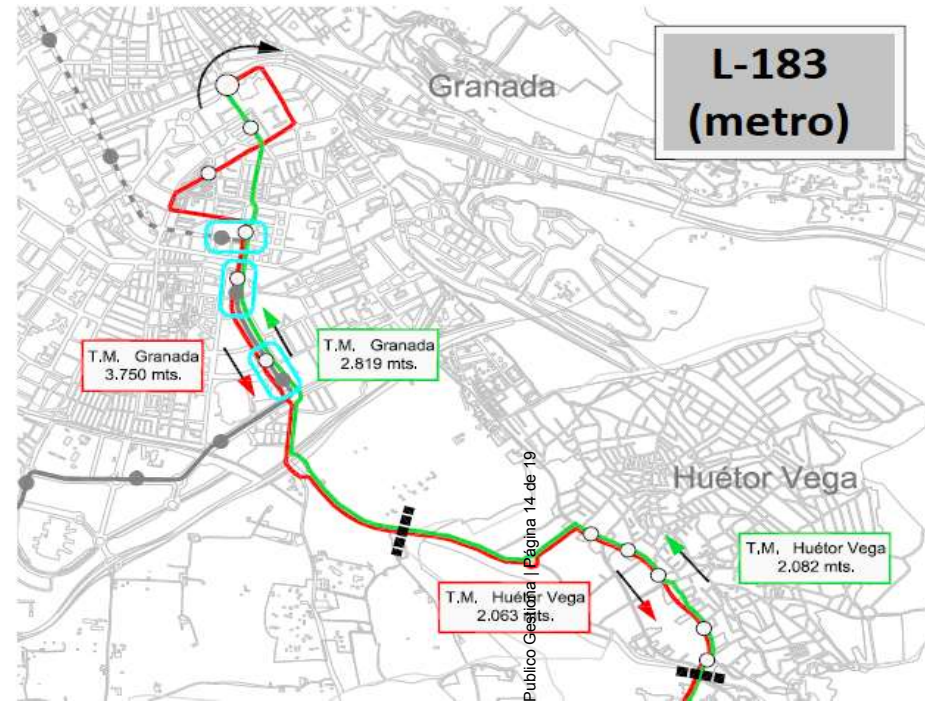 L-183
(metro)
Granada
T.M. Granada
3.750 mts.
T.M. Granada
2.819 mts.
Huétor Vega
T.M. Huétor Vega
2.082 mts.
T.M. Huétor Vega
2.063 mts.
Publico Gestiona | Página 14 de 19